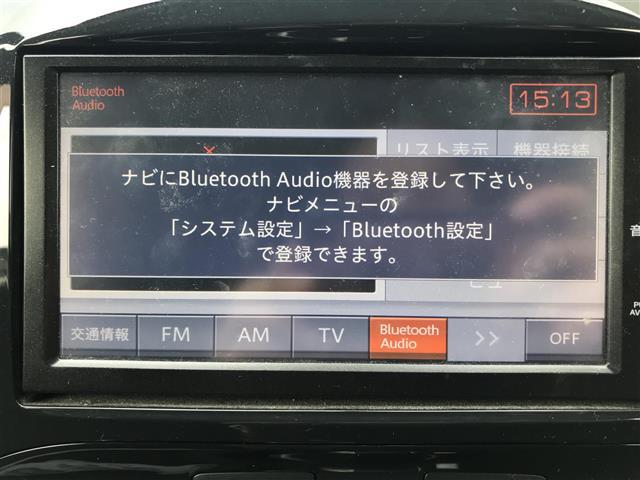 Bluetooth
Audio
15:13
リスト表示 機器接続
ナビにBluetooth Audio機器を登録して下さい。
ナビメニューの
「システム設定」→「Bluetooth設定」
で登録できます。
音
交通情報 FM AM TV Bluetooth Audio >> OFF